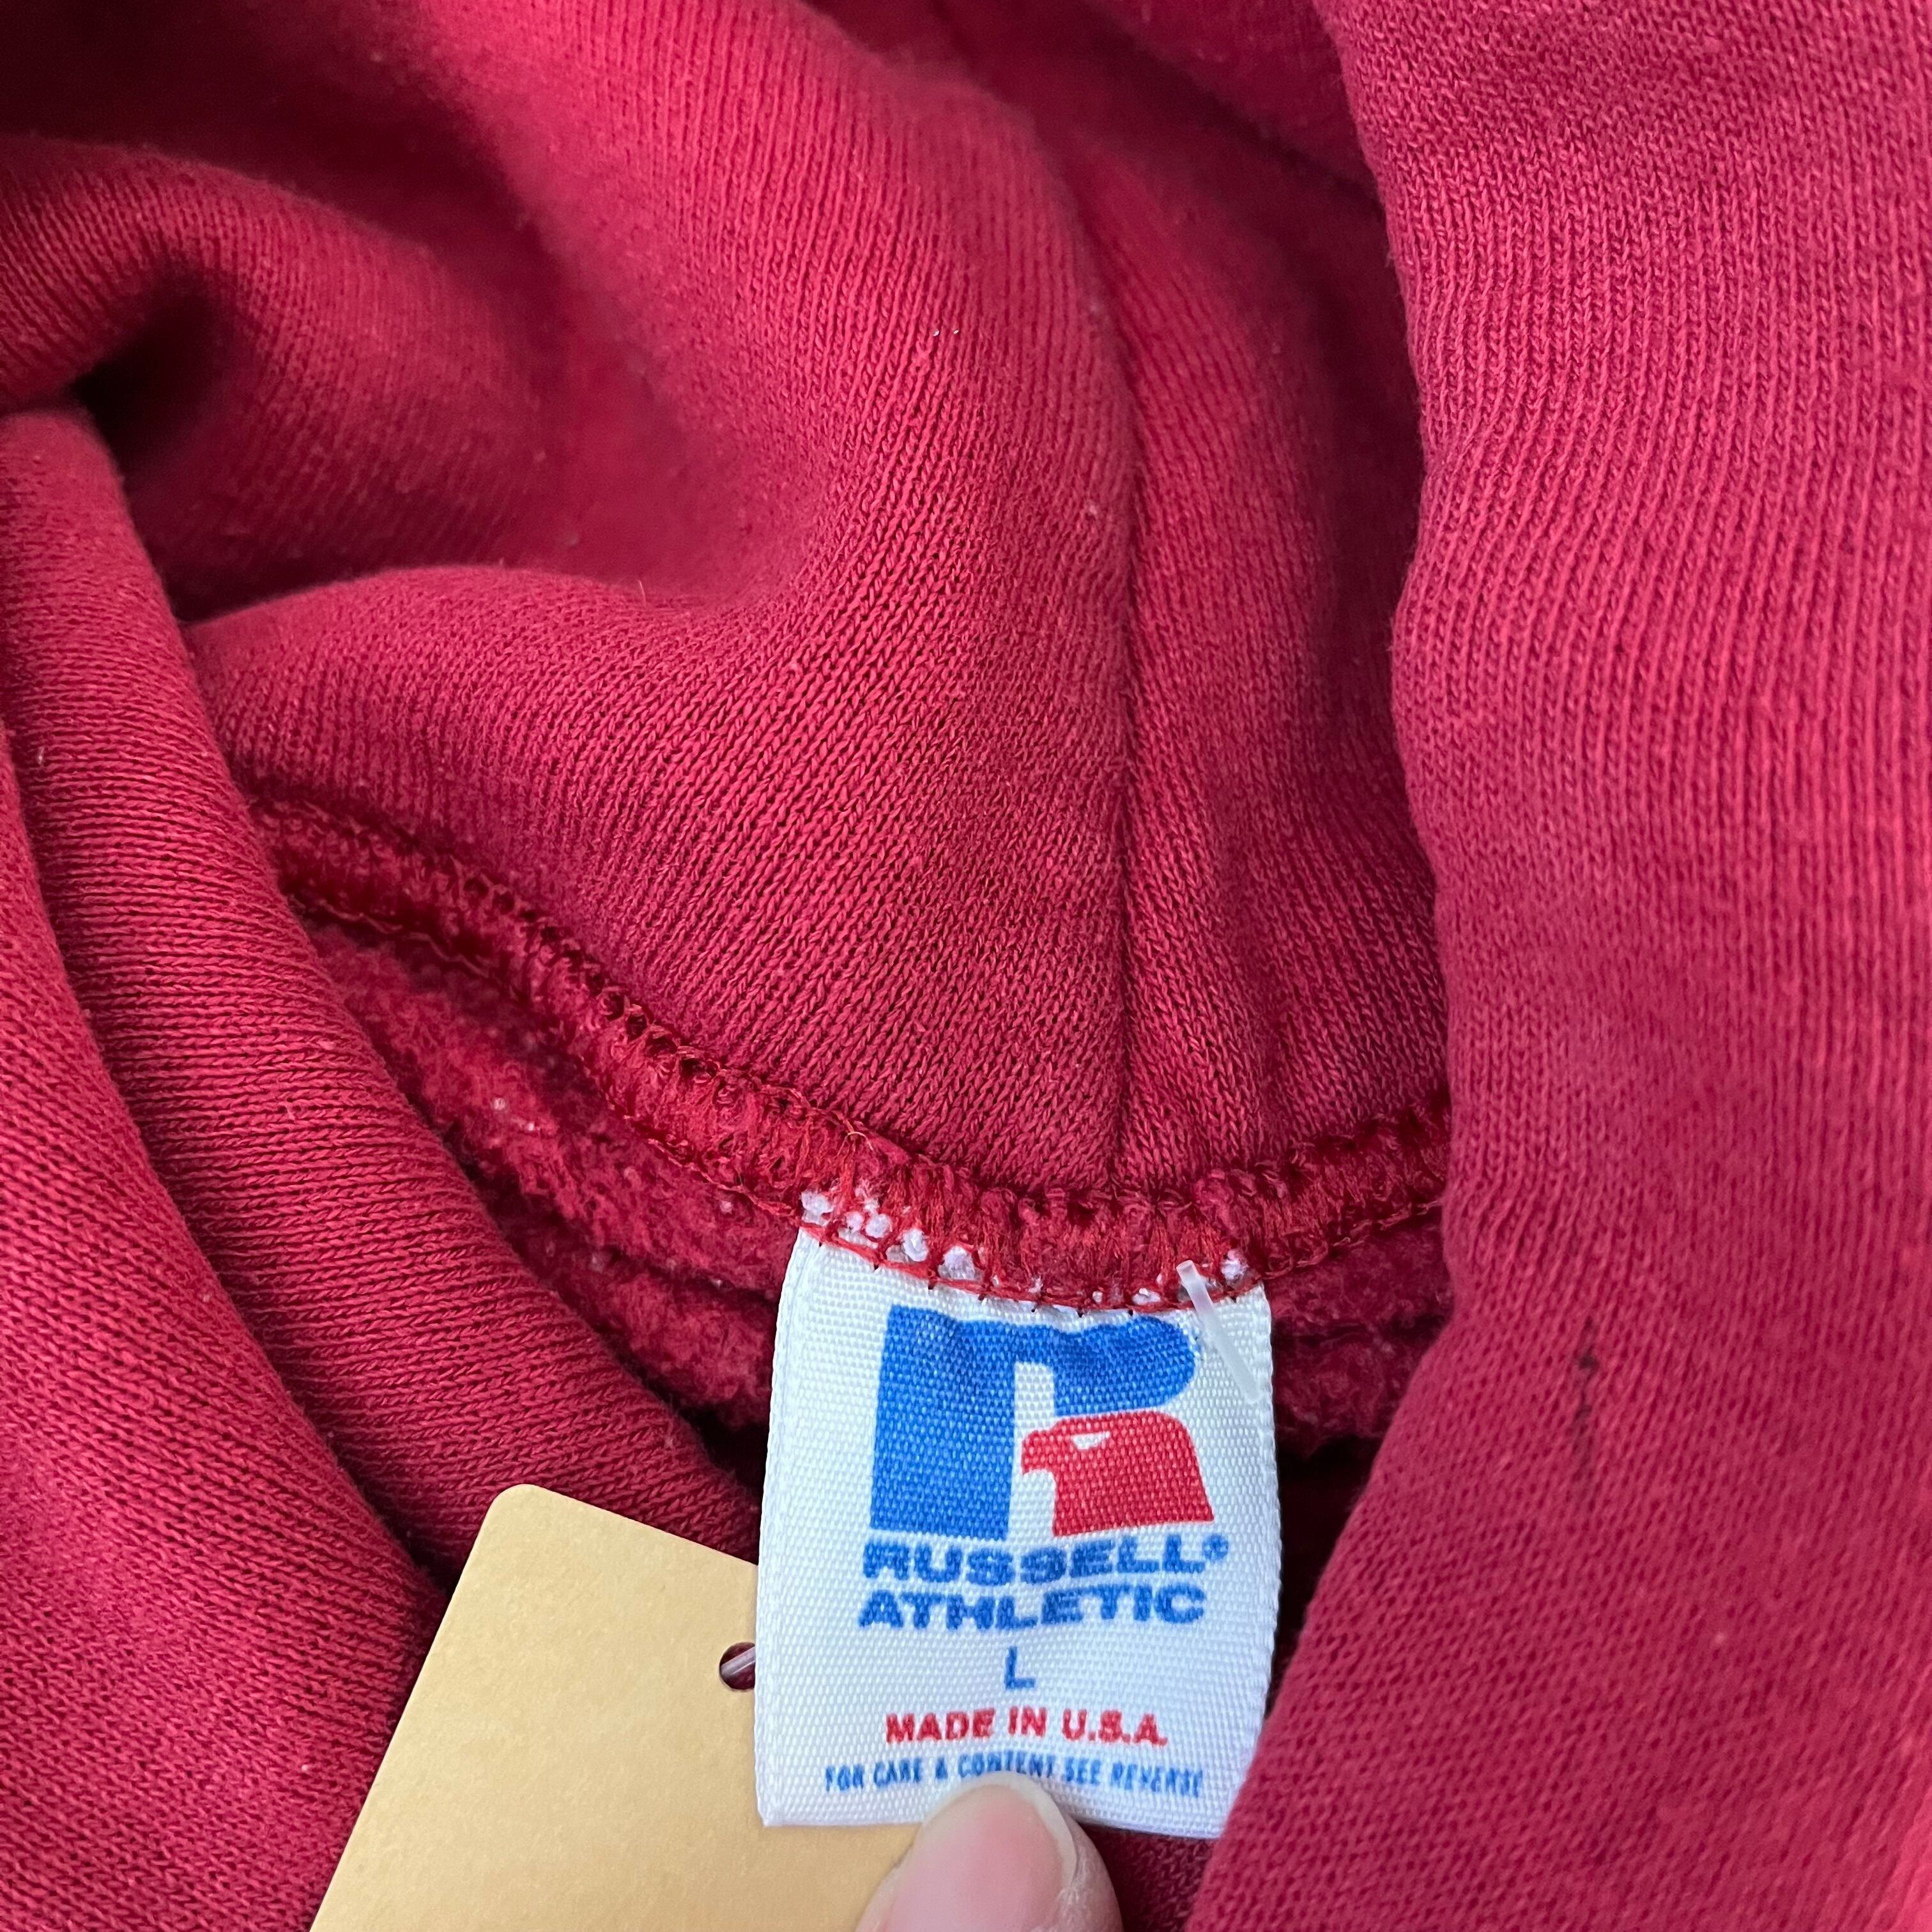 RUSSELL®
ATHLETIC
L
MADE IN U.S.A.
FOR CARE & CONTENT SEE REVERSE